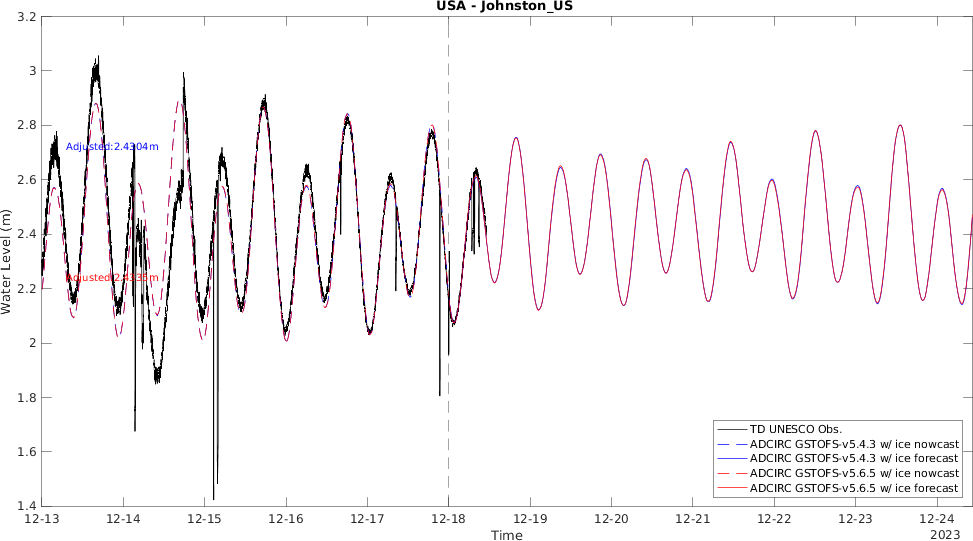 USA - Johnston_US
Water Level (m)
3.2
3
2.8
2.6
2.4
2.2
2
1.8
1.6
1.4
Adjusted:2.4304m
Adjusted:2.4335m
TD UNESCO Obs.
ADCIRC GSTOFS-v5.4.3 w/ ice nowcast
ADCIRC GSTOFS-v5.4.3 w/ ice forecast
ADCIRC GSTOFS-v5.6.5 w/ ice nowcast
ADCIRC GSTOFS-v5.6.5 w/ ice forecast
12-13 12-14 12-15 12-16 12-17 12-18 12-19 12-20 12-21 12-22 12-23 12-24
Time
2023